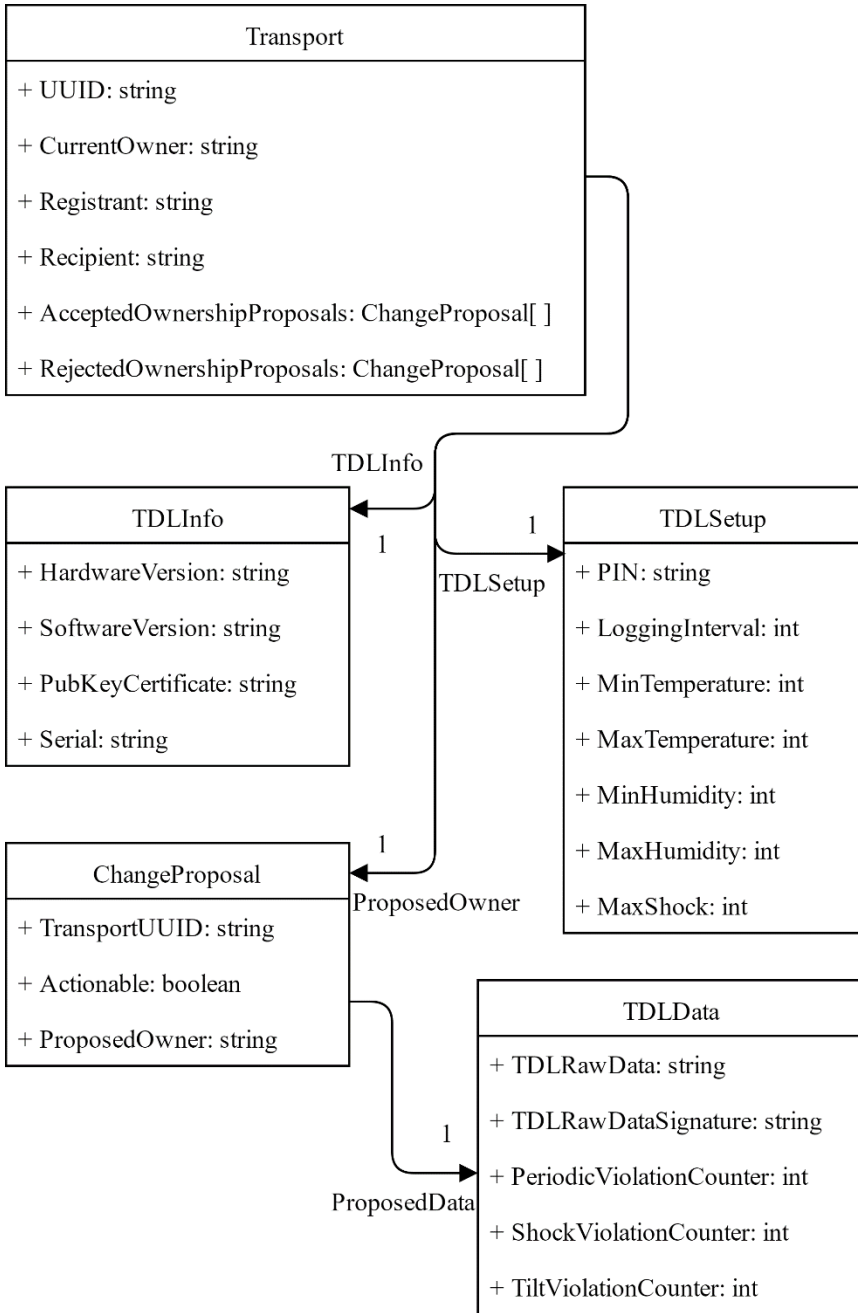 Transport
+ UUID: string
+ CurrentOwner: string
+ Registrant: string
+ Recipient: string
+ AcceptedOwnershipProposals: ChangeProposal[ ]
+ RejectedOwnershipProposals: ChangeProposal[ ]
TDLInfo
1
TDLInfo
+ HardwareVersion: string
+ SoftwareVersion: string
+ PubKeyCertificate: string
+ Serial: string
1
TDLSetup
TDLSetup
+ PIN: string
+ LoggingInterval: int
+ MinTemperature: int
+ MaxTemperature: int
+ MinHumidity: int
+ MaxHumidity: int
+ MaxShock: int
1
ProposedOwner
ChangeProposal
+ TransportUUID: string
+ Actionable: boolean
+ ProposedOwner: string
1
ProposedData
TDLData
+ TDLRawData: string
+ TDLRawDataSignature: string
+ PeriodicViolationCounter: int
+ ShockViolationCounter: int
+ TiltViolationCounter: int